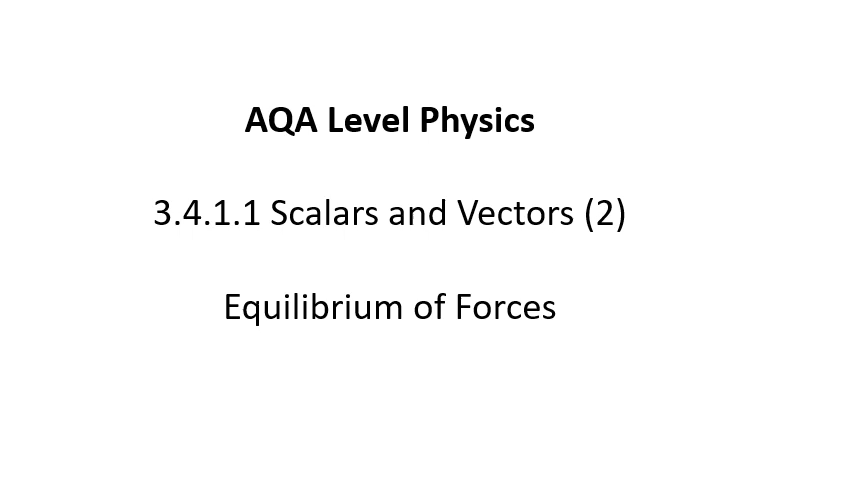 AQA Level Physics
3.4.1.1 Scalars and Vectors (2)
Equilibrium of Forces